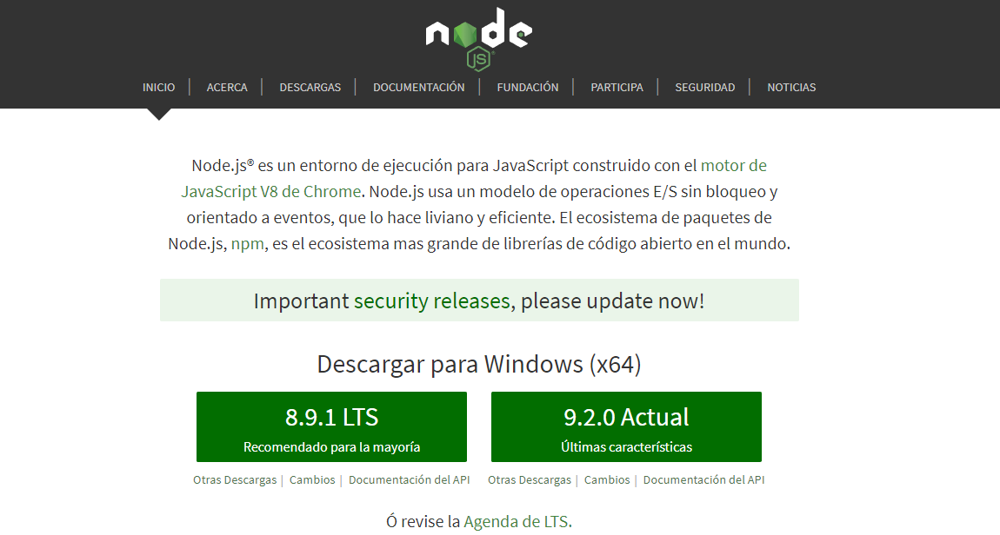 node
JS
INICIO | ACERCA | DESCARGAS | DOCUMENTACIÓN | FUNDACIÓN | PARTICIPA | SEGURIDAD | NOTICIAS
Node.js® es un entorno de ejecución para JavaScript construido con el motor de
JavaScript V8 de Chrome. Node.js usa un modelo de operaciones E/S sin bloqueo y
orientado a eventos, que lo hace liviano y eficiente. El ecosistema de paquetes de
Node.js, npm, es el ecosistema mas grande de librerías de código abierto en el mundo.
Important security releases, please update now!
Descargar para Windows (x64)
8.9.1 LTS
Recomendado para la mayoría
9.2.0 Actual
Últimas características
Otras Descargas | Cambios | Documentación del API
Otras Descargas | Cambios | Documentación del API
Ó revise la Agenda de LTS.